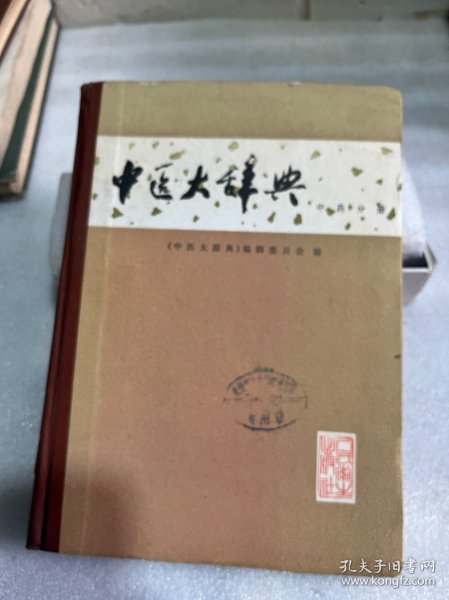 中医大辞典
中药分册
《中医大辞典》编辑委员会 编
孔夫子旧书网
www.kongfz.com